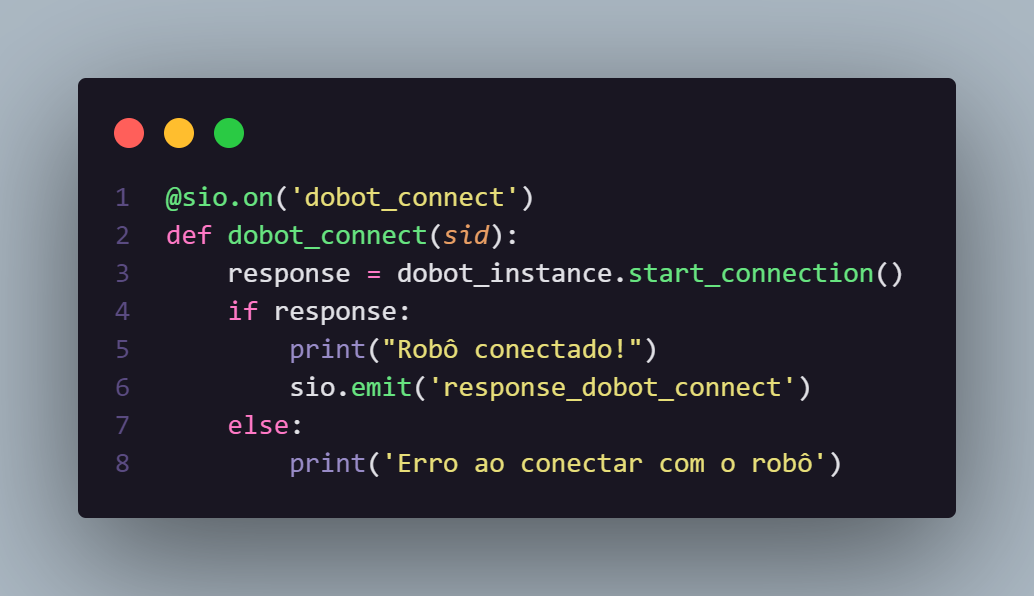 1 @sio.on('dobot_connect')
2 def dobot_connect(sid):
3     response = dobot_instance.start_connection()
4     if response:
5         print("Robô conectado!")
6         sio.emit('response_dobot_connect')
7     else:
8         print('Erro ao conectar com o robô')